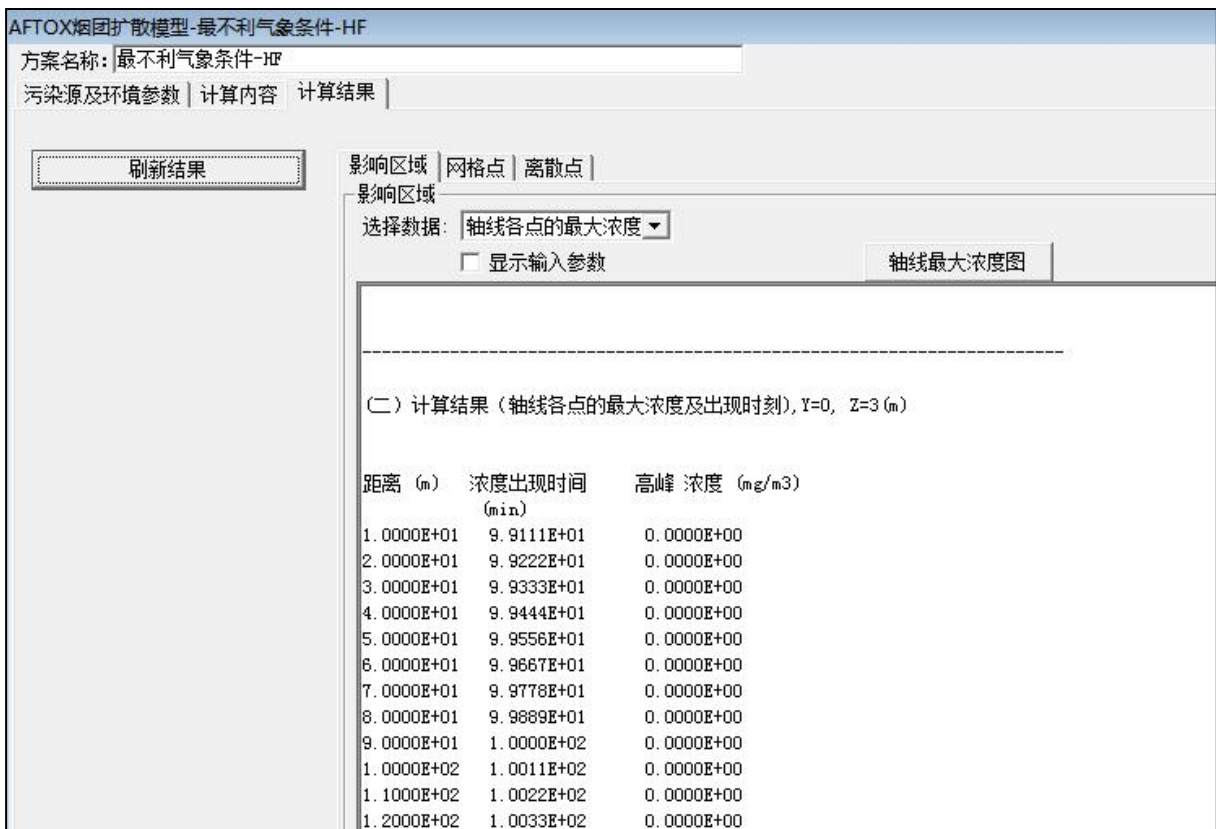 AFTOX烟团扩散模型-最不利气象条件-HF
方案名称: 最不利气象条件-HF
污染源及环境参数 计算内容 计算结果
刷新结果
影响区域 网格点 离散点
影响区域
选择数据: 轴线各点的最大浓度
显示输入参数 轴线最大浓度图
------------------------------------------------------------------------
(二) 计算结果 (轴线各点的最大浓度及出现时刻), Y=0, Z=3(m)
距离 (m) 浓度出现时间 高峰 浓度 (mg/m3)
(min)
1.0000E+01 9.9111E+01 0.0000E+00
2.0000E+01 9.9222E+01 0.0000E+00
3.0000E+01 9.9333E+01 0.0000E+00
4.0000E+01 9.9444E+01 0.0000E+00
5.0000E+01 9.9556E+01 0.0000E+00
6.0000E+01 9.9667E+01 0.0000E+00
7.0000E+01 9.9778E+01 0.0000E+00
8.0000E+01 9.9889E+01 0.0000E+00
9.0000E+01 1.0000E+02 0.0000E+00
1.0000E+02 1.0011E+02 0.0000E+00
1.1000E+02 1.0022E+02 0.0000E+00
1.2000E+02 1.0033E+02 0.0000E+00